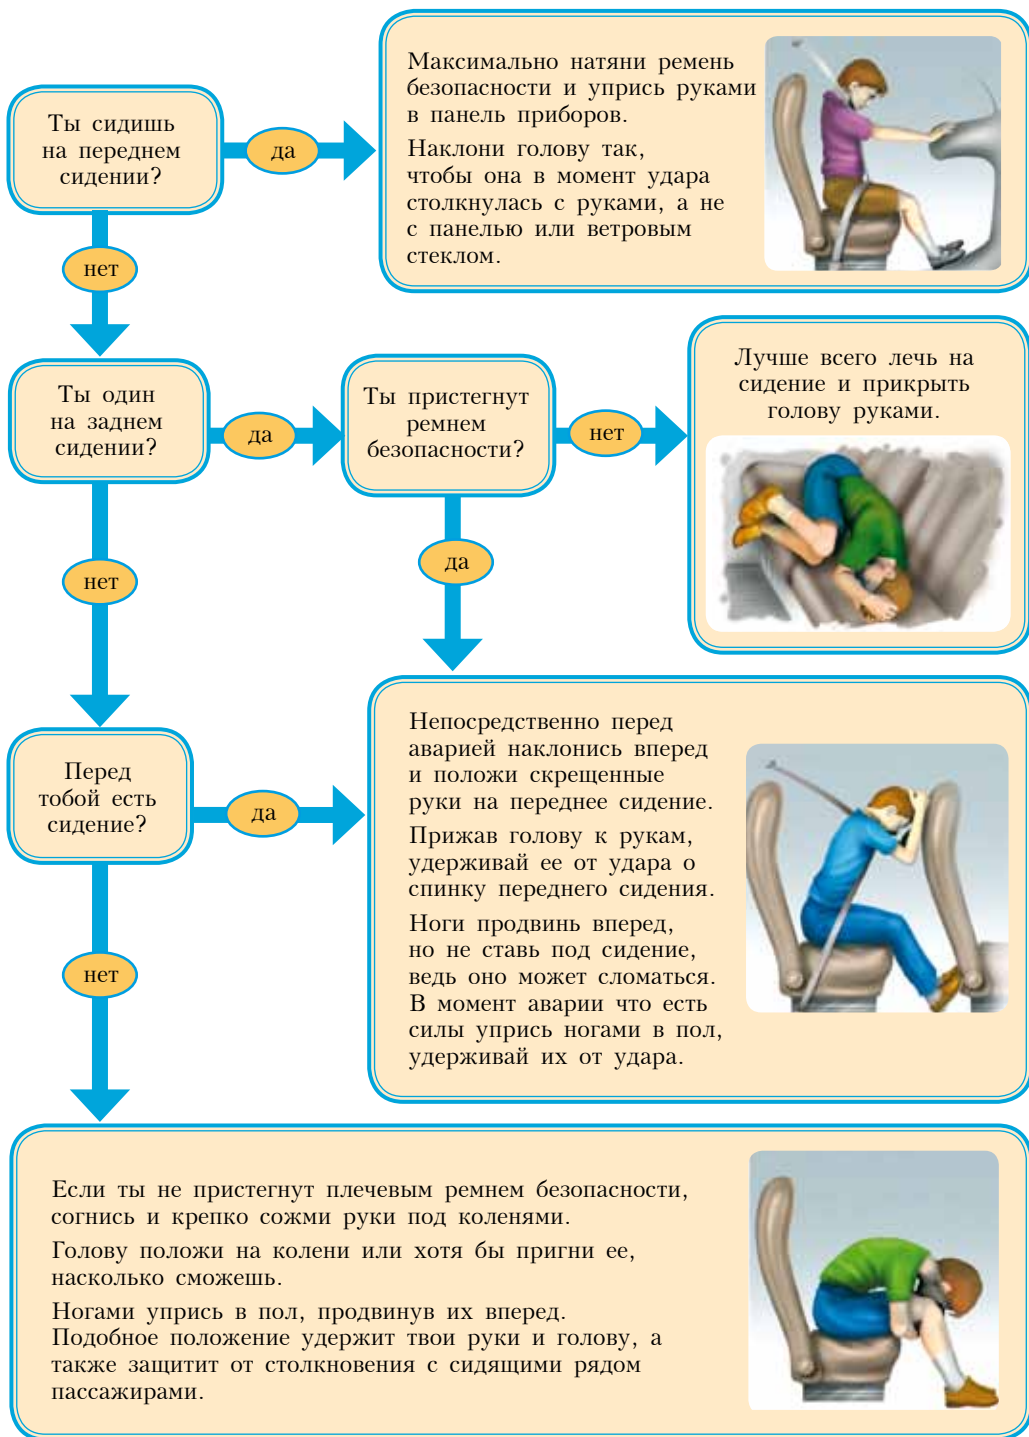 Ты сидишь
на переднем
сидении?
да
Максимально натяни ремень
безопасности и упрись руками
в панель приборов.
Наклони голову так,
чтобы она в момент удара
столкнулась с руками, а не
с панелью или ветровым
стеклом.
нет
Ты один
на заднем
сидении?
да
Ты пристегнут
ремнем
безопасности?
нет
Лучше всего лечь на
сидение и прикрыть
голову руками.
нет
да
Перед
тобой есть
сидение?
да
Непосредственно перед
аварией наклонись вперед
и положи скрещенные
руки на переднее сидение.
Прижав голову к рукам,
удерживай ее от удара о
спинку переднего сидения.
Ноги продвинь вперед,
но не ставь под сидение,
ведь оно может сломаться.
В момент аварии что есть
силы упрись ногами в пол,
удерживай их от удара.
нет
Если ты не пристегнут плечевым ремнем безопасности,
согнись и крепко сожми руки под коленями.
Голову положи на колени или хотя бы пригни ее,
насколько сможешь.
Ногами упрись в пол, продвинув их вперед.
Подобное положение удержит твои руки и голову, а
также защитит от столкновения с сидящими рядом
пассажирами.